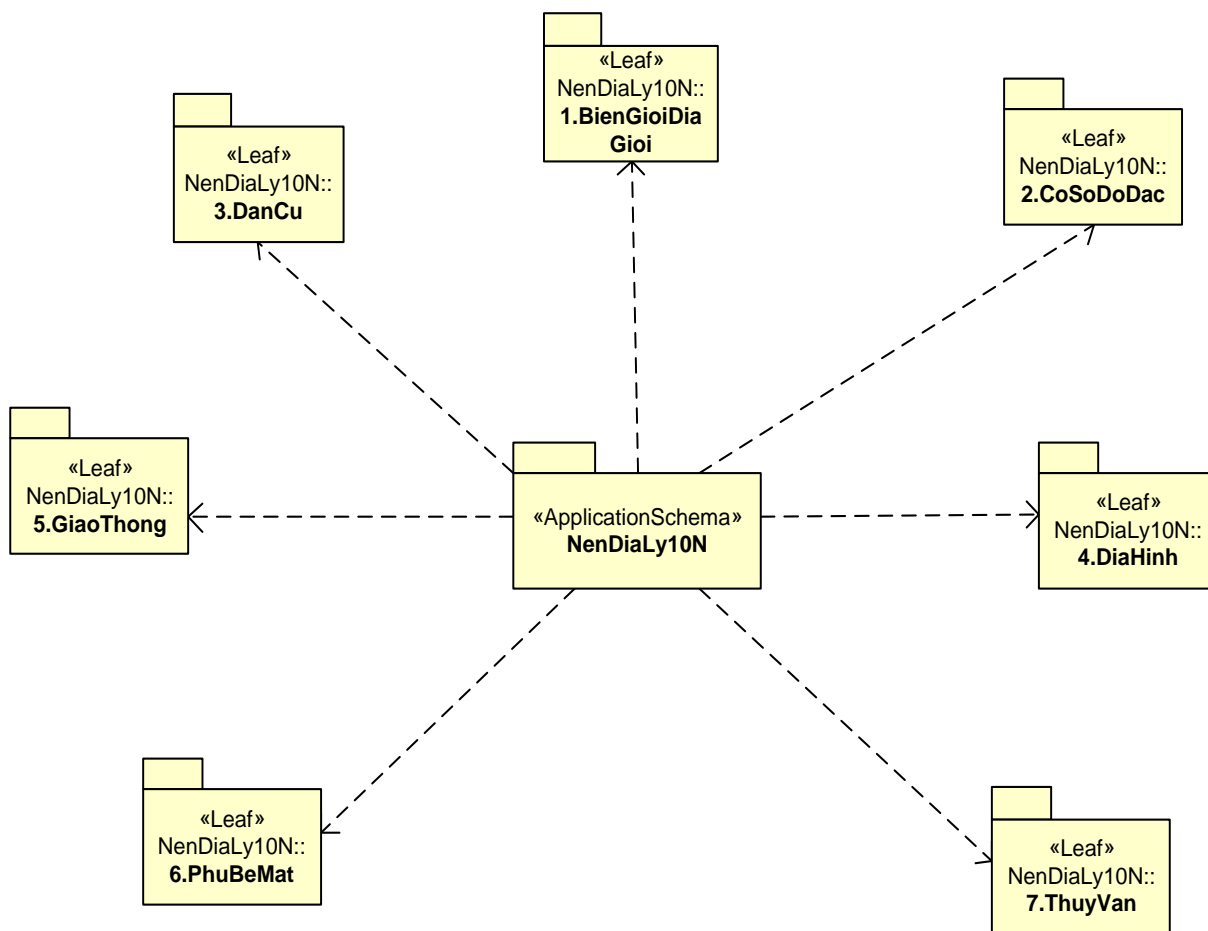 «Leaf»
NenDiaLy10N::
1.BienGioiDia
Gioi
«Leaf»
NenDiaLy10N::
2.CoSoDoDac
«Leaf»
NenDiaLy10N::
3.DanCu
«Leaf»
NenDiaLy10N::
5.GiaoThong
«ApplicationSchema»
NenDiaLy10N
«Leaf»
NenDiaLy10N::
4.DiaHinh
«Leaf»
NenDiaLy10N::
6.PhuBeMat
«Leaf»
NenDiaLy10N::
7.ThuyVan